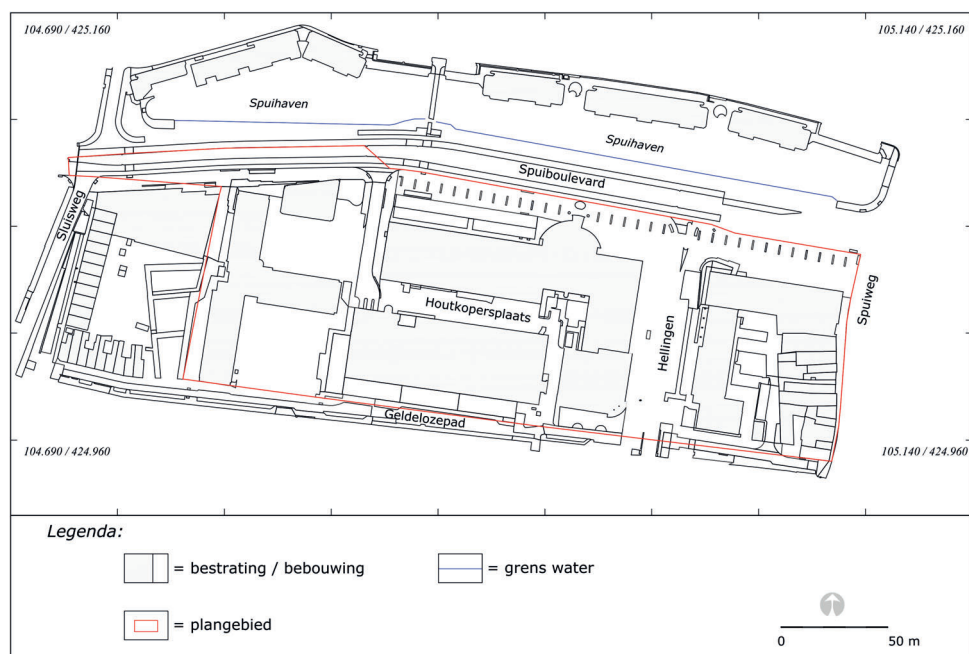 104.690 / 425.160
105.140 / 425.160
Spuihaven
Spuihaven
Spuiboulevard
Sluisweg
Houtkopersplaats
Hellingen
Spuiweg
Geldelozepad
104.690 / 424.960
105.140 / 424.960
Legenda:
= bestrating / bebouwing
= grens water
= plangebied
0
50 m